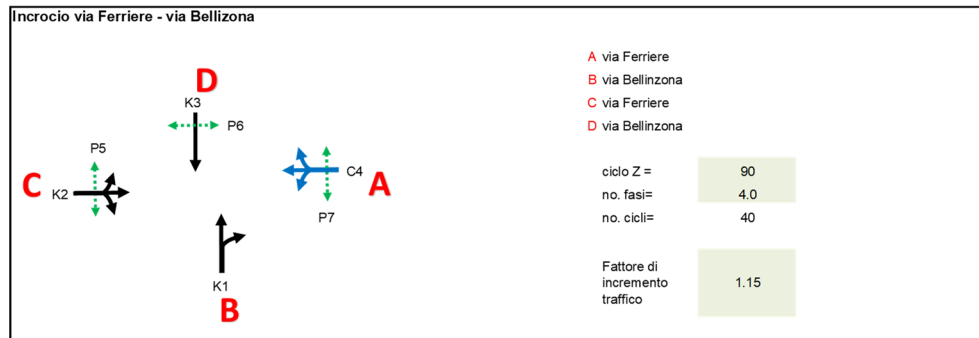 Incrocio via Ferriere - via Bellizona
D
K3
P6
P5
C
K2
C4
A
P7
K1
B
A via Ferriere
B via Bellinzona
C via Ferriere
D via Bellinzona
ciclo Z = 90
no. fasi= 4.0
no. cicli= 40
Fattore di
incremento 1.15
traffico